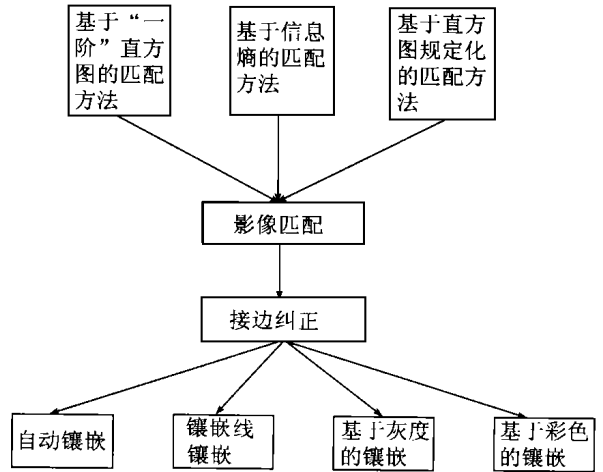 基于“一
阶”直方
图的匹配
方法
基于信息
熵的匹配
方法
基于直方
图规定化
的匹配方
法
影像匹配
接边纠正
自动镶嵌
镶嵌线
镶嵌
基于灰度
的镶嵌
基于彩色
的镶嵌